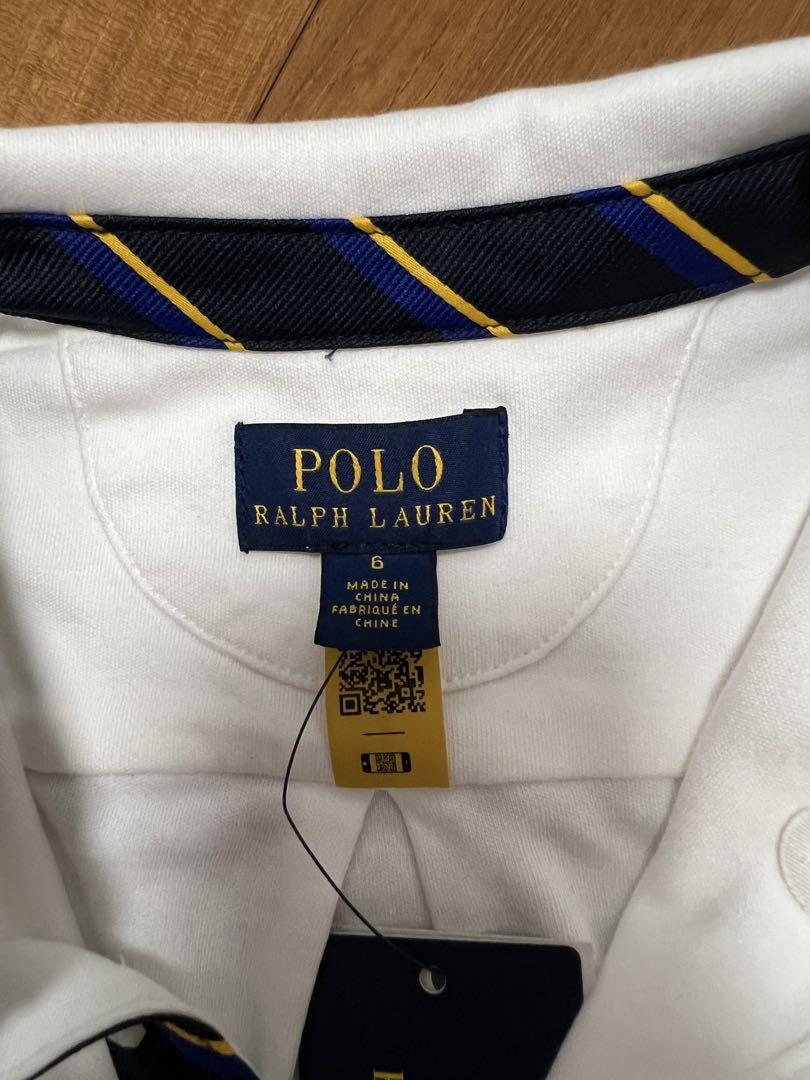 POLO
RALPH LAUREN
6
MADE IN
CHINA
FABRIQUÉ EN
CHINE